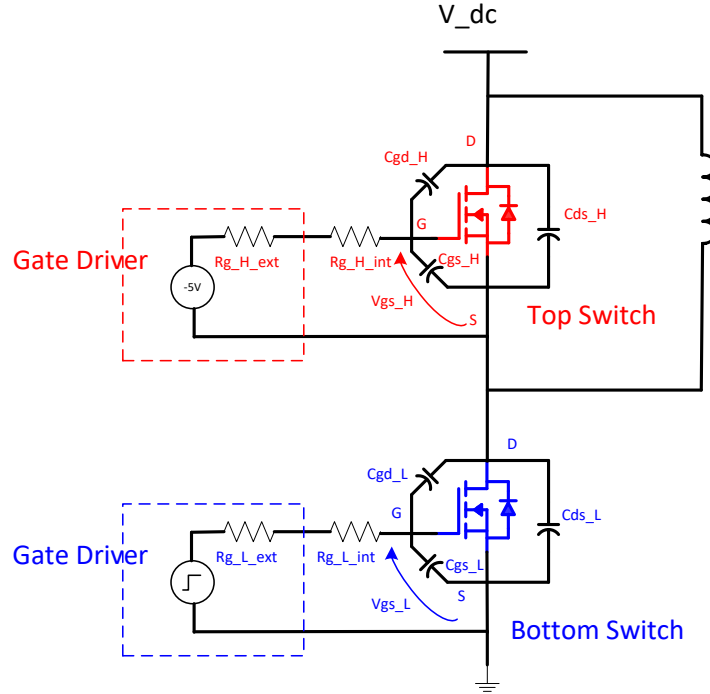 V_dc
D
Cgd_H
G
Cds_H
Gate Driver
Rg_H_ext
Rg_H_int
Cgs_H
-5V
Vgs_H
S
Top Switch
D
Cgd_L
G
Cds_L
Gate Driver
Rg_L_ext
Rg_L_int
Cgs_L
Vgs_L
S
Bottom Switch